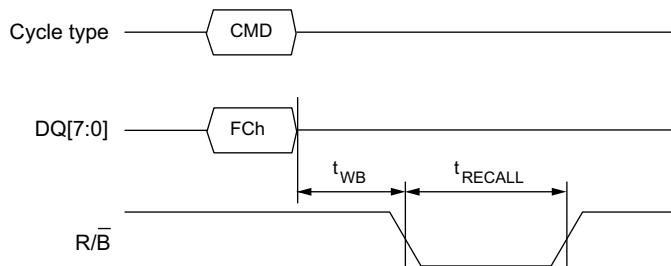 Cycle type CMD
DQ[7:0] FCh
tWB tRECALL
R/B̅